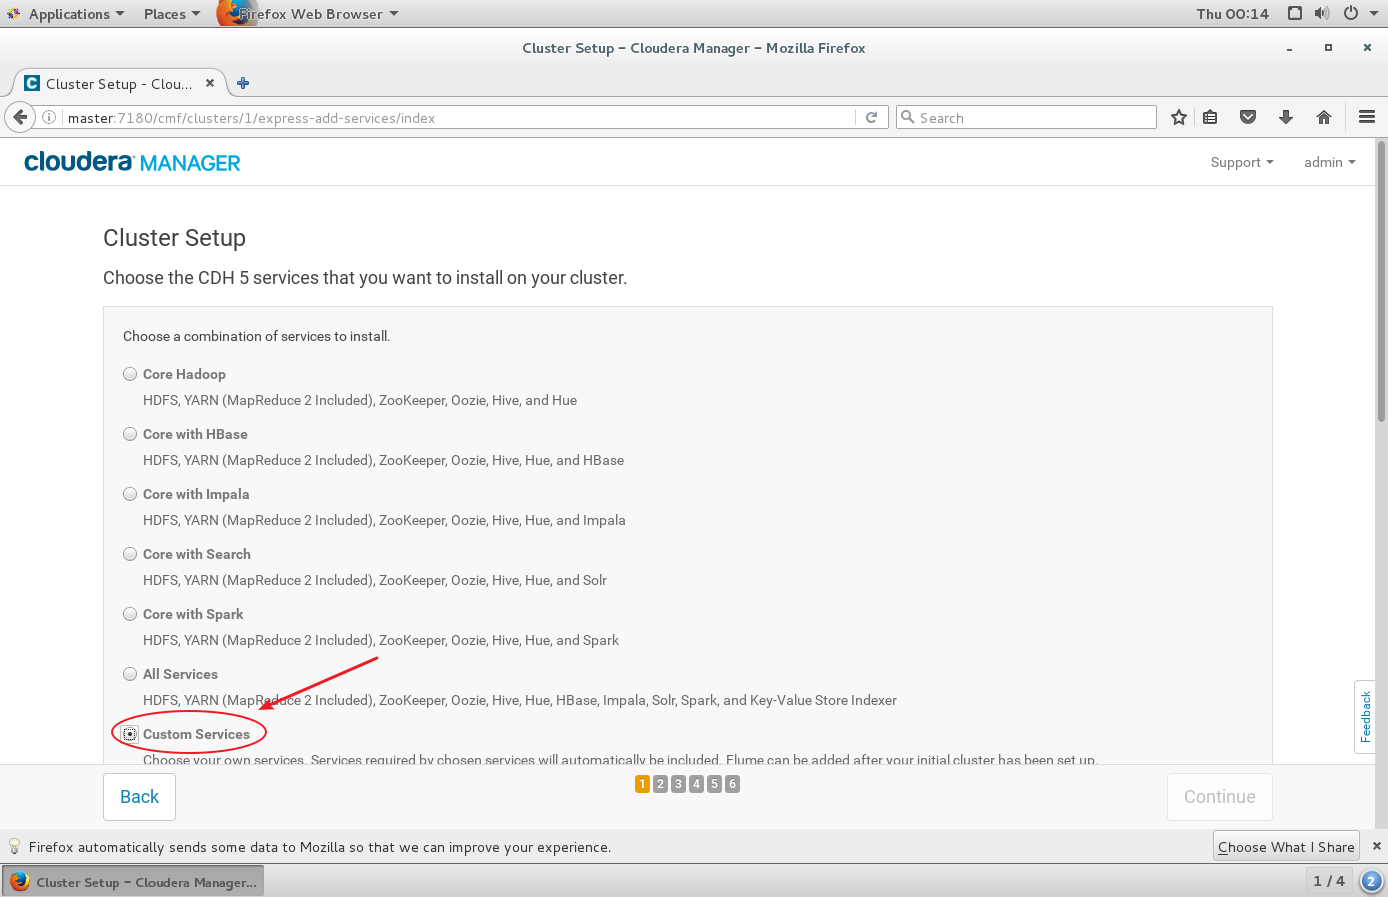 Applications Places Firefox Web Browser Thu 00:14
Cluster Setup - Cloudera Manager - Mozilla Firefox
Cluster Setup - Clou...
master:7180/cmf/clusters/1/express-add-services/index Search
cloudera MANAGER Support admin
Cluster Setup
Choose the CDH 5 services that you want to install on your cluster.
Choose a combination of services to install.
Core Hadoop
HDFS, YARN (MapReduce 2 Included), ZooKeeper, Oozie, Hive, and Hue
Core with HBase
HDFS, YARN (MapReduce 2 Included), ZooKeeper, Oozie, Hive, Hue, and HBase
Core with Impala
HDFS, YARN (MapReduce 2 Included), ZooKeeper, Oozie, Hive, Hue, and Impala
Core with Search
HDFS, YARN (MapReduce 2 Included), ZooKeeper, Oozie, Hive, Hue, and Solr
Core with Spark
HDFS, YARN (MapReduce 2 Included), ZooKeeper, Oozie, Hive, Hue, and Spark
All Services
HDFS, YARN (MapReduce 2 Included), ZooKeeper, Oozie, Hive, Hue, HBase, Impala, Solr, Spark, and Key-Value Store Indexer
Custom Services
Choose your own services. Services required by chosen services will automatically be included. Flume can be added after your initial cluster has been set up.
Feedback
Back 1 2 3 4 5 6 Continue
Firefox automatically sends some data to Mozilla so that we can improve your experience. Choose What I Share
Cluster Setup - Cloudera Manager... 1 / 4 2